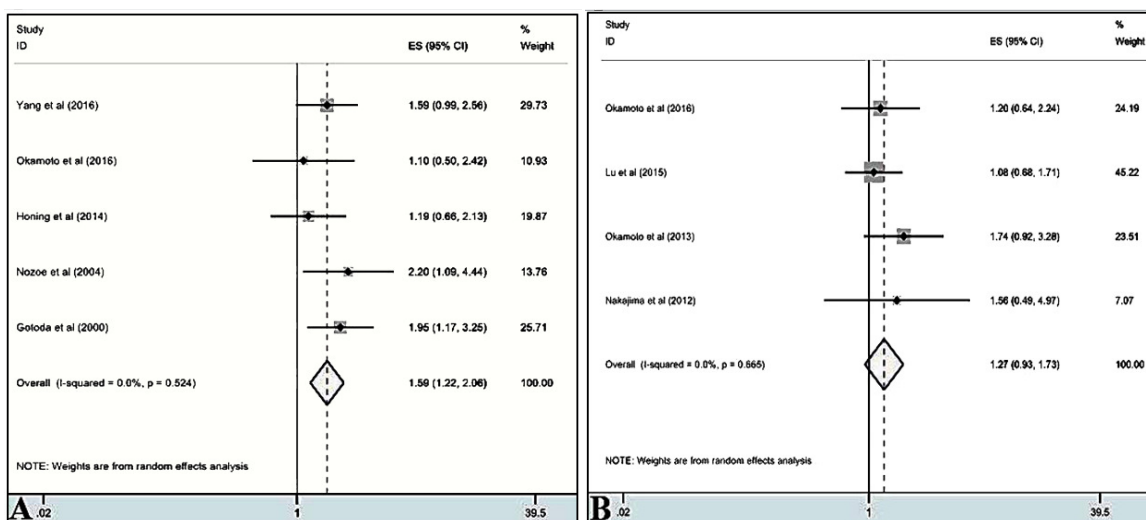 Study %
ID ES (95% CI) Weight
Yang et al (2016) 1.59 (0.99, 2.56) 29.73
Okamoto et al (2016) 1.10 (0.50, 2.42) 10.93
Honing et al (2014) 1.19 (0.66, 2.13) 19.87
Nozoe et al (2004) 2.20 (1.09, 4.44) 13.76
Gotoda et al (2000) 1.95 (1.17, 3.25) 25.71
Overall (I-squared = 0.0%, p = 0.524) 1.59 (1.22, 2.06) 100.00
NOTE: Weights are from random effects analysis
A .02 1 39.5
Study %
ID ES (95% CI) Weight
Okamoto et al (2016) 1.20 (0.64, 2.24) 24.19
Lu et al (2015) 1.08 (0.68, 1.71) 45.22
Okamoto et al (2013) 1.74 (0.92, 3.28) 23.51
Nakajima et al (2012) 1.56 (0.49, 4.97) 7.07
Overall (I-squared = 0.0%, p = 0.665) 1.27 (0.93, 1.73) 100.00
NOTE: Weights are from random effects analysis
B .02 1 39.5